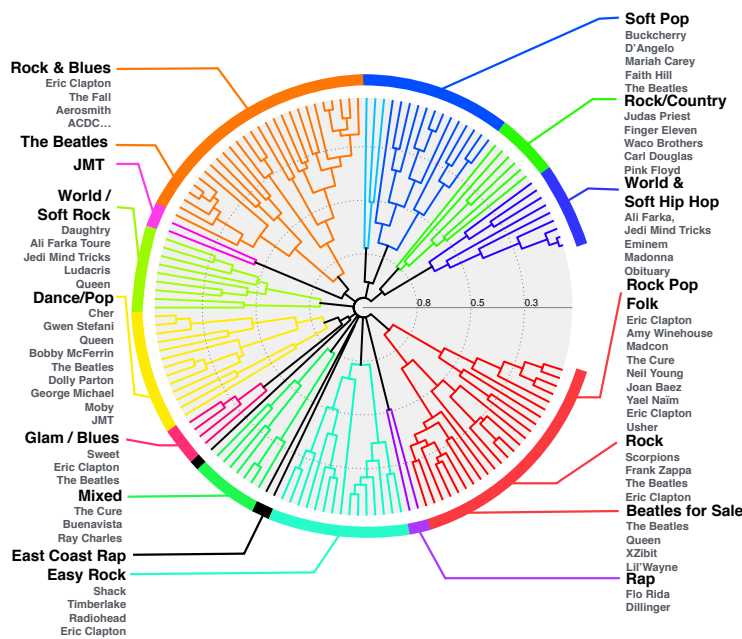 Rock & Blues
Eric Clapton
The Fall
Aerosmith
ACDC...
The Beatles
JMT
World /
Soft Rock
Daughtry
Ali Farka Toure
Jedi Mind Tricks
Ludacris
Queen
Dance/Pop
Cher
Gwen Stefani
Queen
Bobby McFerrin
The Beatles
Dolly Parton
George Michael
Moby
JMT
Glam / Blues
Sweet
Eric Clapton
The Beatles
Mixed
The Cure
Buenavista
Ray Charles
East Coast Rap
Easy Rock
Shack
Timberlake
Radiohead
Eric Clapton
0.8 0.5 0.3
Soft Pop
Buckcherry
D'Angelo
Mariah Carey
Faith Hill
The Beatles
Rock/Country
Judas Priest
Finger Eleven
Waco Brothers
Carl Douglas
Pink Floyd
World &
Soft Hip Hop
Ali Farka,
Jedi Mind Tricks
Eminem
Madonna
Obituary
Rock Pop
Folk
Eric Clapton
Amy Winehouse
Madcon
The Cure
Neil Young
Joan Baez
Yael Naïm
Eric Clapton
Usher
Rock
Scorpions
Frank Zappa
The Beatles
Eric Clapton
Beatles for Sale
The Beatles
Queen
XZibit
Lil'Wayne
Rap
Flo Rida
Dillinger